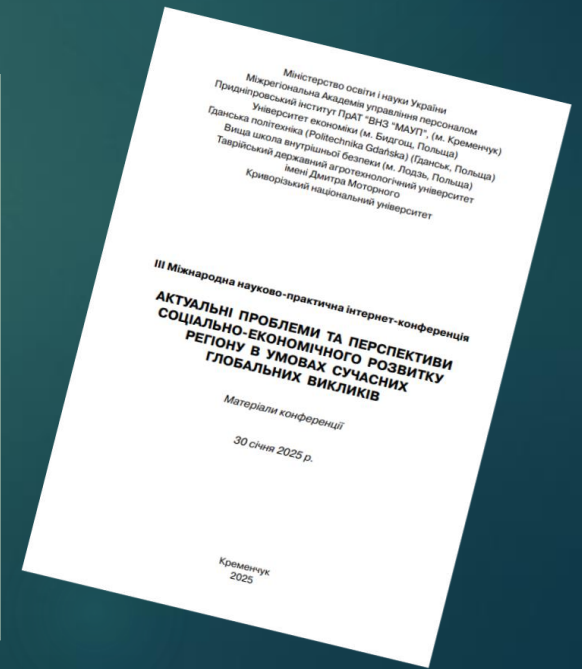 Міністерство освіти і науки України
Міжрегіональна Академія управління персоналом
Придніпровський інститут ПрАТ "ВНЗ "МАУП", (м. Кременчук)
Університет економіки (м. Бидгощ, Польща)
Гданська політехніка (Politechnika Gdańska) (Гданськ, Польща)
Вища школа внутрішньої безпеки (м. Лодзь, Польща)
Таврійський державний агротехнологічний університет
імені Дмитра Моторного
Криворізький національний університет
III Міжнародна науково-практична інтернет-конференція
АКТУАЛЬНІ ПРОБЛЕМИ ТА ПЕРСПЕКТИВИ
СОЦІАЛЬНО-ЕКОНОМІЧНОГО РОЗВИТКУ
РЕГІОНУ В УМОВАХ СУЧАСНИХ
ГЛОБАЛЬНИХ ВИКЛИКІВ
Матеріали конференції
30 січня 2025 р.
Кременчук
2025